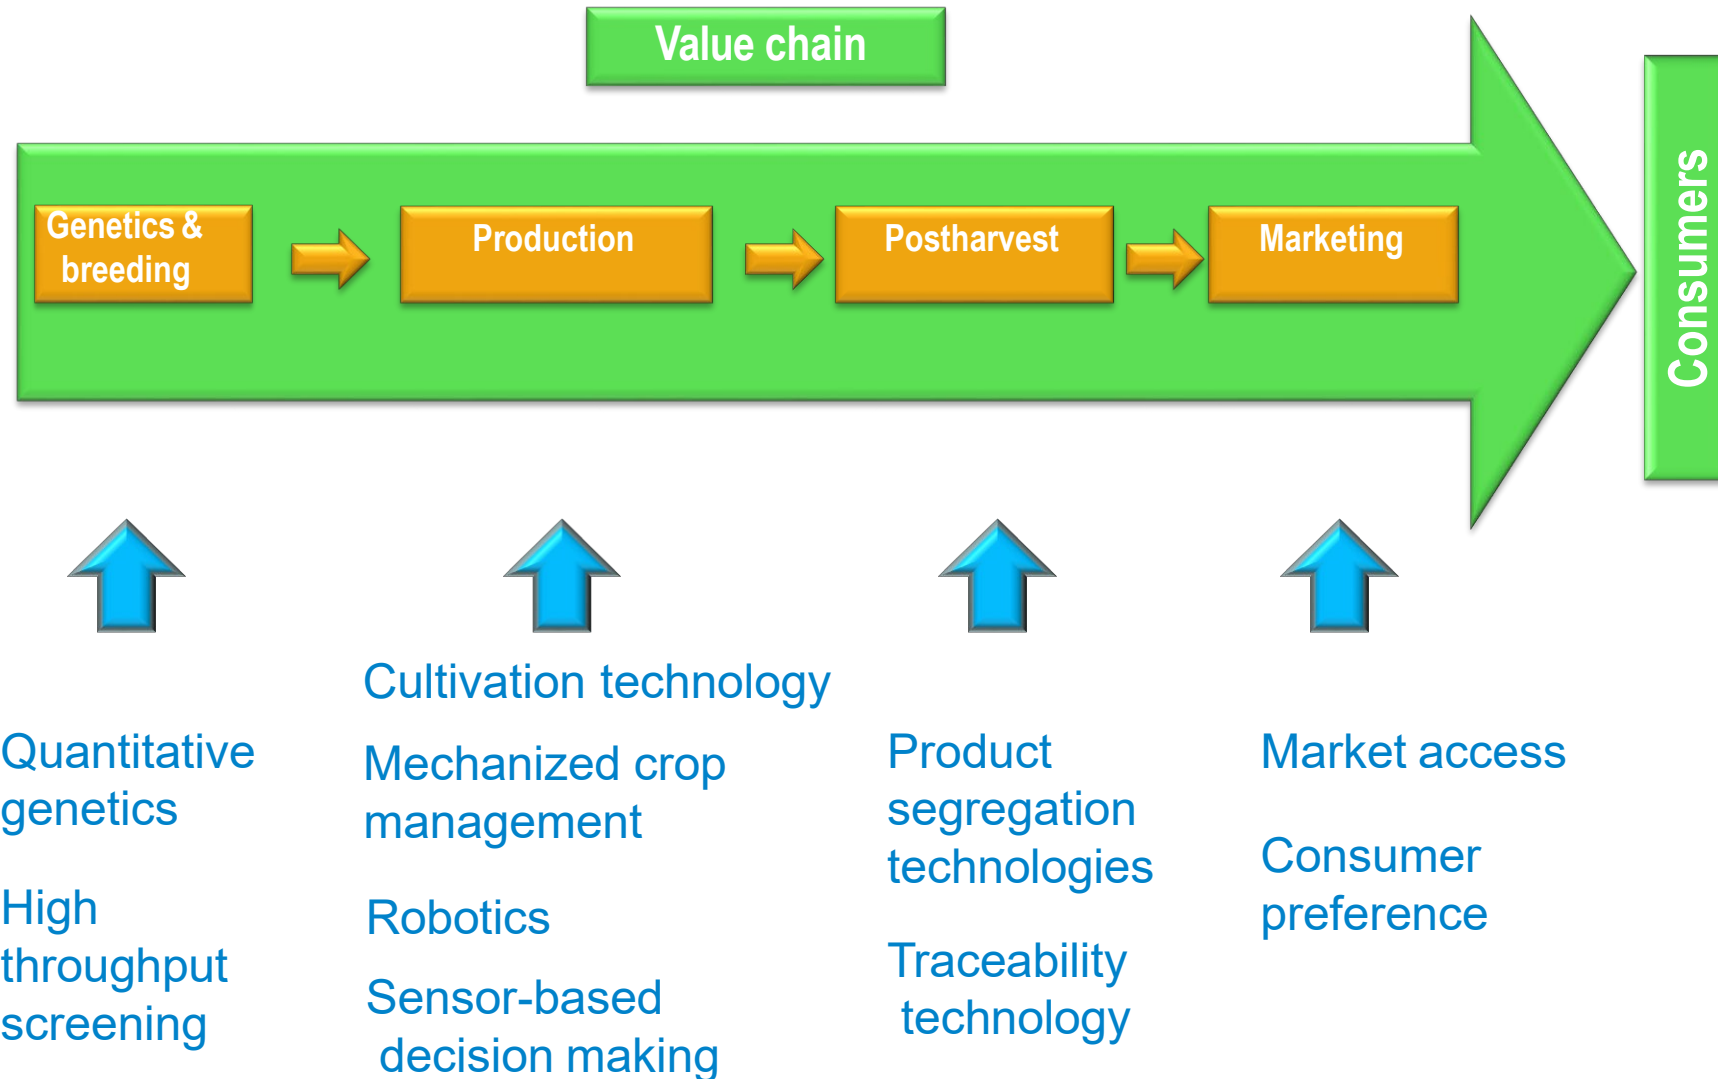 Value chain
Genetics &
breeding
Production
Postharvest
Marketing
Consumers
Quantitative
genetics
High
throughput
screening
Cultivation technology
Mechanized crop
management
Robotics
Sensor-based
decision making
Product
segregation
technologies
Traceability
technology
Market access
Consumer
preference